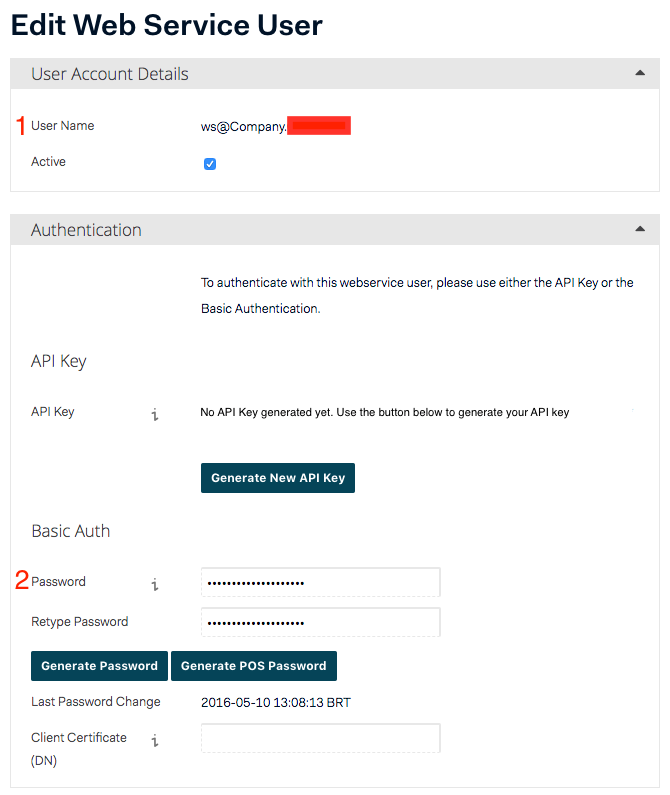 Edit Web Service User
User Account Details
1 User Name ws@Company.
Active
Authentication
To authenticate with this webservice user, please use either the API Key or the
Basic Authentication.
API Key
API Key i No API Key generated yet. Use the button below to generate your API key
Generate New API Key
Basic Auth
2 Password i ••••••••••••••••••••
Retype Password ••••••••••••••••••••
Generate Password Generate POS Password
Last Password Change 2016-05-10 13:08:13 BRT
Client Certificate i
(DN)